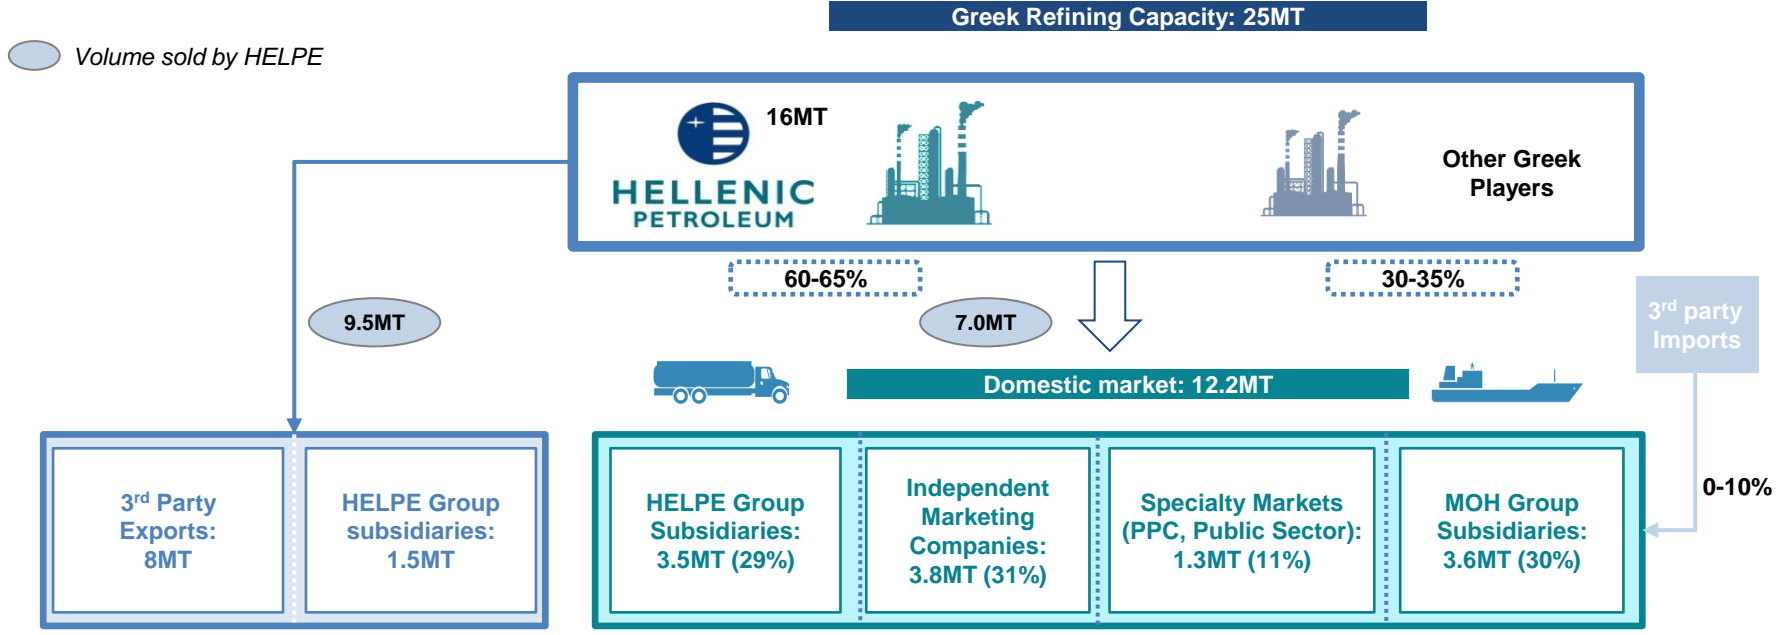 Greek Refining Capacity: 25MT
Volume sold by HELPE
16MT
HELLENIC
PETROLEUM
Other Greek
Players
60-65%
30-35%
9.5MT
7.0MT
3rd party
Imports
Domestic market: 12.2MT
3rd Party
Exports:
8MT
HELPE Group
subsidiaries:
1.5MT
HELPE Group
Subsidiaries:
3.5MT (29%)
Independent
Marketing
Companies:
3.8MT (31%)
Specialty Markets
(PPC, Public Sector):
1.3MT (11%)
MOH Group
Subsidiaries:
3.6MT (30%)
0-10%